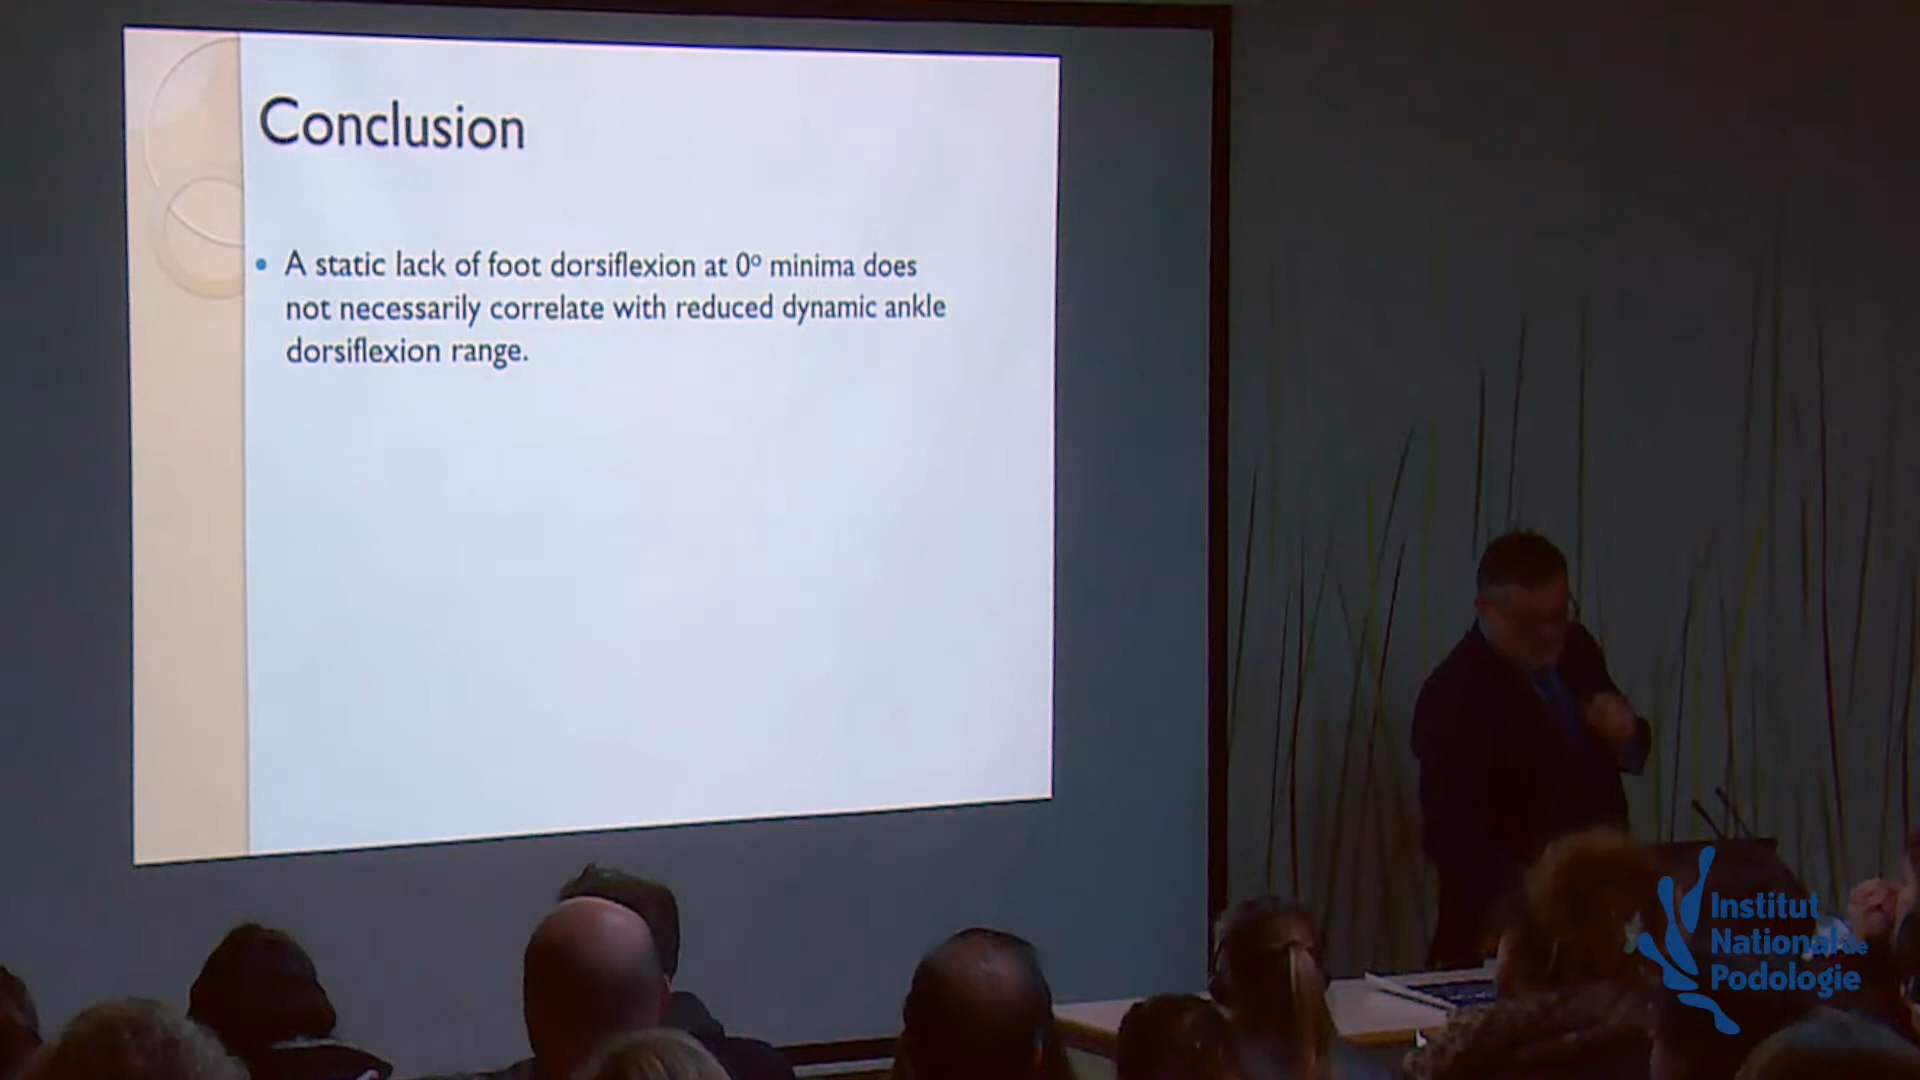 Conclusion
• A static lack of foot dorsiflexion at 0º minima does
not necessarily correlate with reduced dynamic ankle
dorsiflexion range.
Institut
National de
Podologie